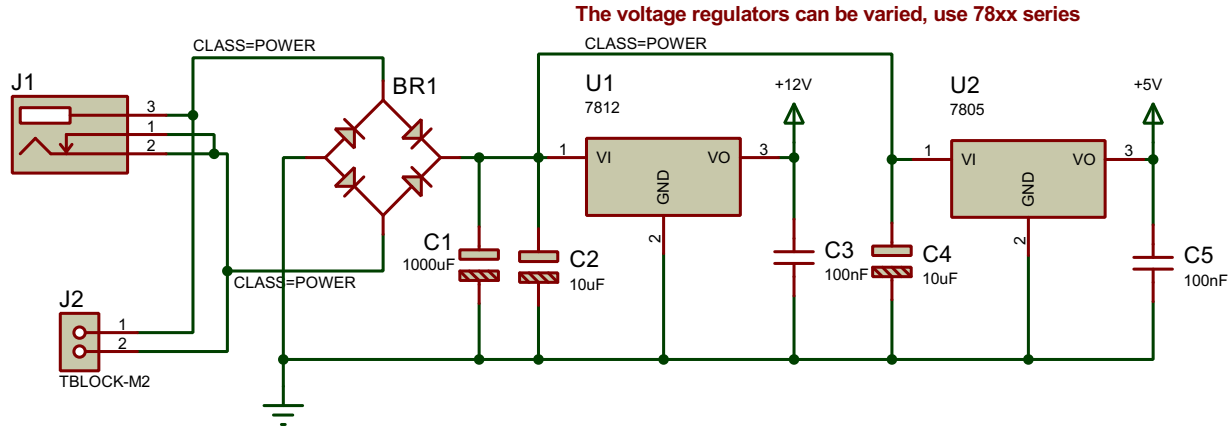 The voltage regulators can be varied, use 78xx series
CLASS=POWER
CLASS=POWER
J1
3
1
2
BR1
U1
7812
+12V
U2
7805
+5V
1
VI
VO
3
GND
2
1
VI
VO
3
GND
2
C1
1000uF
C2
10uF
C3
100nF
C4
10uF
C5
100nF
CLASS=POWER
J2
1
2
TBLOCK-M2